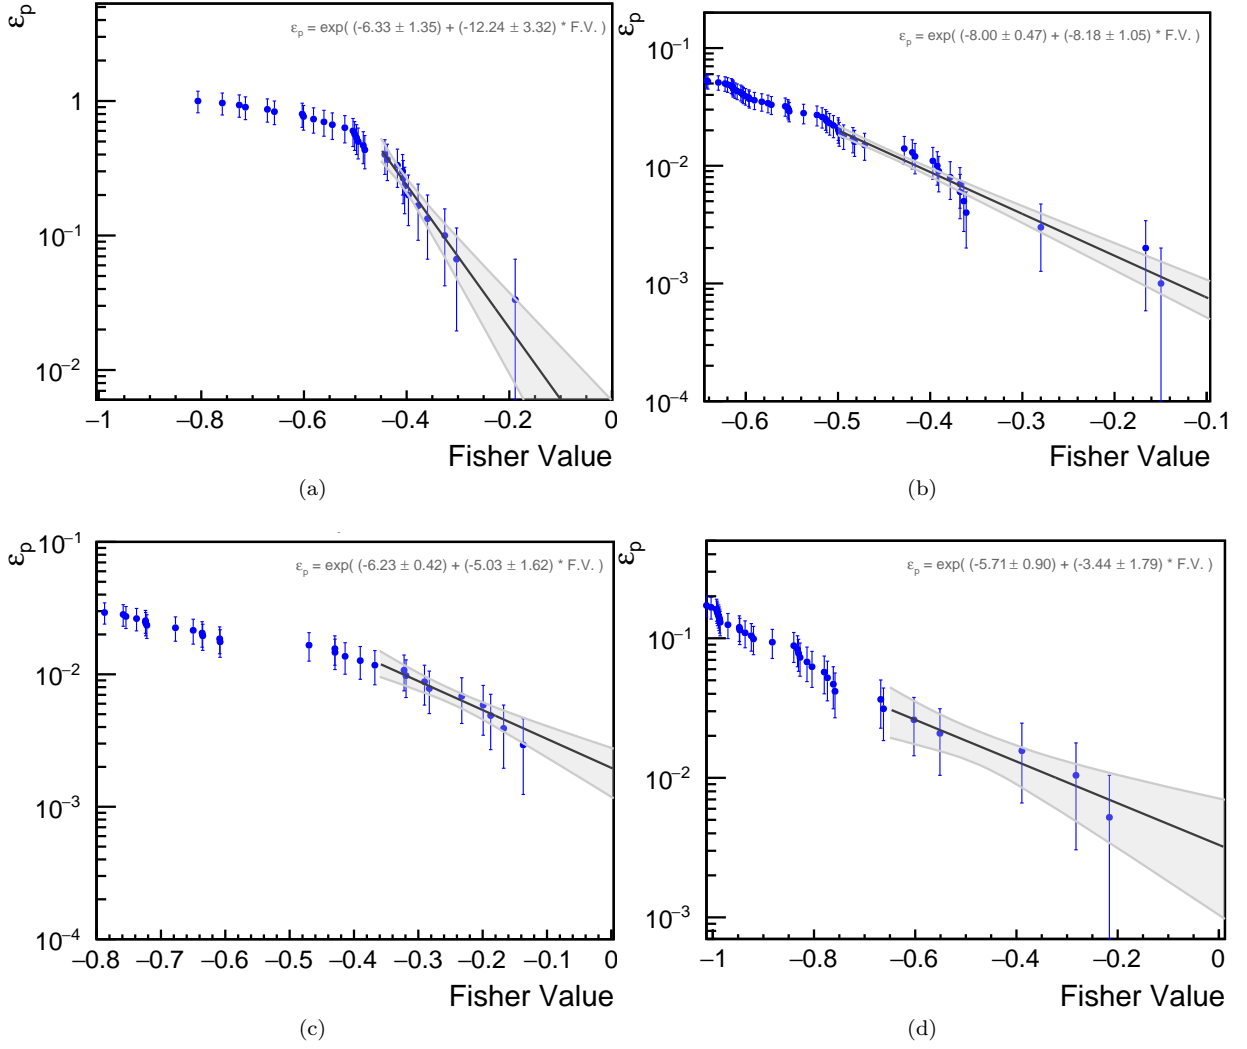 ε_p
ε_p = exp( (-6.33 ± 1.35) + (-12.24 ± 3.32) * F.V. )
1
10⁻¹
10⁻²
−1 −0.8 −0.6 −0.4 −0.2 0
Fisher Value
(a)
ε_p
ε_p = exp( (-8.00 ± 0.47) + (-8.18 ± 1.05) * F.V. )
10⁻¹
10⁻²
10⁻³
10⁻⁴
−0.6 −0.5 −0.4 −0.3 −0.2 −0.1
Fisher Value
(b)
ε_p
ε_p = exp( (-6.23 ± 0.42) + (-5.03 ± 1.62) * F.V. )
10⁻¹
10⁻²
10⁻³
10⁻⁴
−0.8 −0.7 −0.6 −0.5 −0.4 −0.3 −0.2 −0.1 0
Fisher Value
(c)
ε_p
ε_p = exp( (-5.71 ± 0.90) + (-3.44 ± 1.79) * F.V. )
10⁻¹
10⁻²
10⁻³
−1 −0.8 −0.6 −0.4 −0.2 0
Fisher Value
(d)